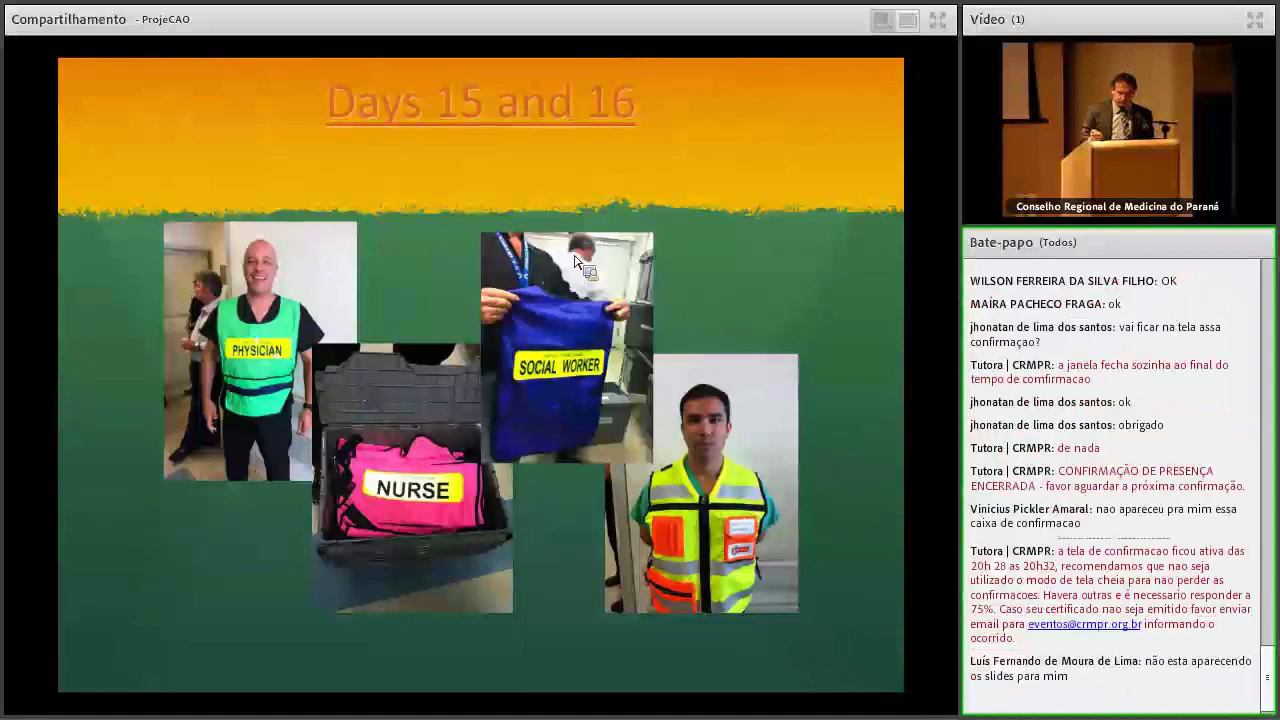 Compartilhamento - ProjeCAO
Days 15 and 16
PHYSICIAN
NURSE
SOCIAL WORKER
Vídeo (1)
Conselho Regional de Medicina do Paraná
Bate-papo (Todos)
WILSON FERREIRA DA SILVA FILHO: OK
MAÍRA PACHECO FRAGA: ok
jhonatan de lima dos santos: vai ficar na tela assa
confirmaçao?
Tutora | CRMPR: a janela fecha sozinha ao final do
tempo de comfirmacao
jhonatan de lima dos santos: ok
jhonatan de lima dos santos: obrigado
Tutora | CRMPR: de nada
Tutora | CRMPR: CONFIRMAÇÃO DE PRESENÇA
ENCERRADA - favor aguardar a próxima confirmação.
Vinicius Pickler Amaral: nao apareceu pra mim essa
caixa de confirmacao
Tutora | CRMPR: a tela de confirmacao ficou ativa das
20h 28 as 20h32, recomendamos que nao seja
utilizado o modo de tela cheia para nao perder as
confirmacoes. Havera outras e é necessario responder a
75%. Caso seu certificado nao seja emitido favor enviar
email para eventos@crmpr.org.br informando o
ocorrido.
Luís Fernando de Moura de Lima: não esta aparecendo
os slides para mim